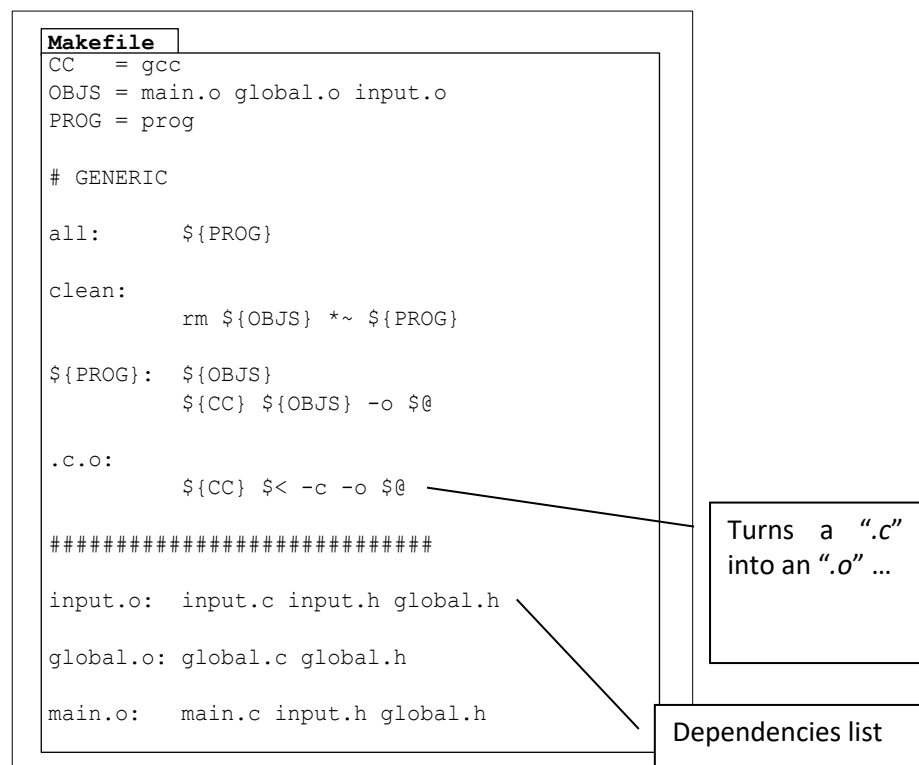 Makefile
CC   = gcc
OBJS = main.o global.o input.o
PROG = prog
# GENERIC
all:      ${PROG}
clean:
          rm ${OBJS} *~ ${PROG}
${PROG}:  ${OBJS}
          ${CC} ${OBJS} -o $@
.c.o:
          ${CC} $< -c -o $@
#############################
input.o:  input.c input.h global.h
global.o: global.c global.h
main.o:   main.c input.h global.h
Turns a “.c”
into an “.o” …
Dependencies list